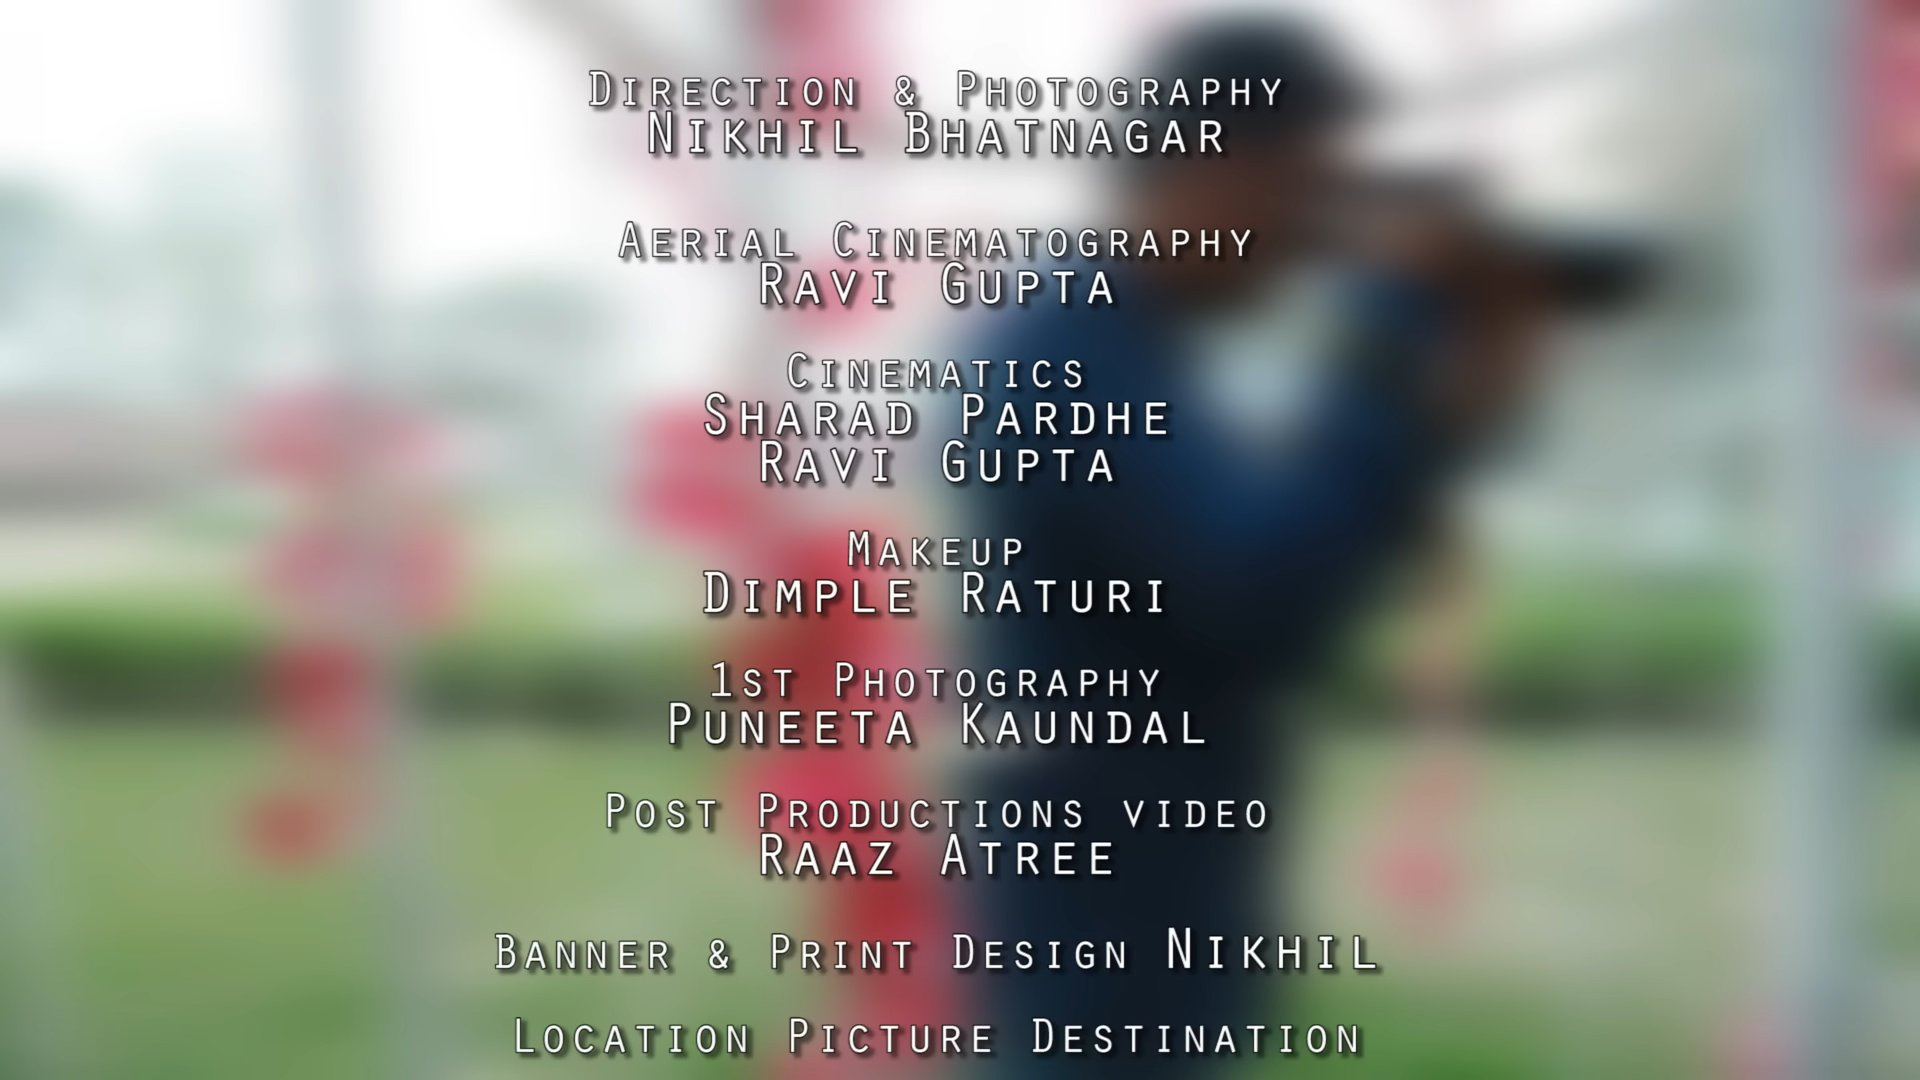 Direction & Photography
Nikhil Bhatnagar
Aerial Cinematography
Ravi Gupta
Cinematics
Sharad Pardhe
Ravi Gupta
Makeup
Dimple Raturi
1st Photography
Puneeta Kaundal
Post Productions video
Raaz Atree
Banner & Print Design Nikhil
Location Picture Destination